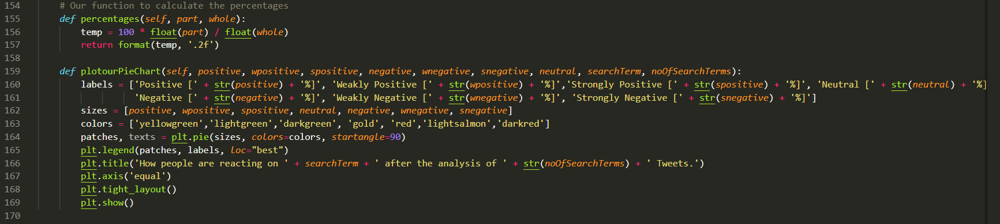 154 # Our function to calculate the percentages
155 def percentages(self, part, whole):
156 temp = 100 * float(part) / float(whole)
157 return format(temp, '.2f')
158
159 def plotourPieChart(self, positive, wpositive, spositive, negative, wnegative, snegative, neutral, searchTerm, noOfSearchTerms):
160 labels = ['Positive [' + str(positive) + '%]', 'Weakly Positive [' + str(wpositive) + '%]','Strongly Positive [' + str(spositive) + '%]', 'Neutral [' + str(neutral) + '%]
161 'Negative [' + str(negative) + '%]', 'Weakly Negative [' + str(wnegative) + '%]', 'Strongly Negative [' + str(snegative) + '%]']
162 sizes = [positive, wpositive, spositive, neutral, negative, wnegative, snegative]
163 colors = ['yellowgreen','lightgreen','darkgreen', 'gold', 'red','lightsalmon','darkred']
164 patches, texts = plt.pie(sizes, colors=colors, startangle=90)
165 plt.legend(patches, labels, loc="best")
166 plt.title('How people are reacting on ' + searchTerm + ' after the analysis of ' + str(noOfSearchTerms) + ' Tweets.')
167 plt.axis('equal')
168 plt.tight_layout()
169 plt.show()
170